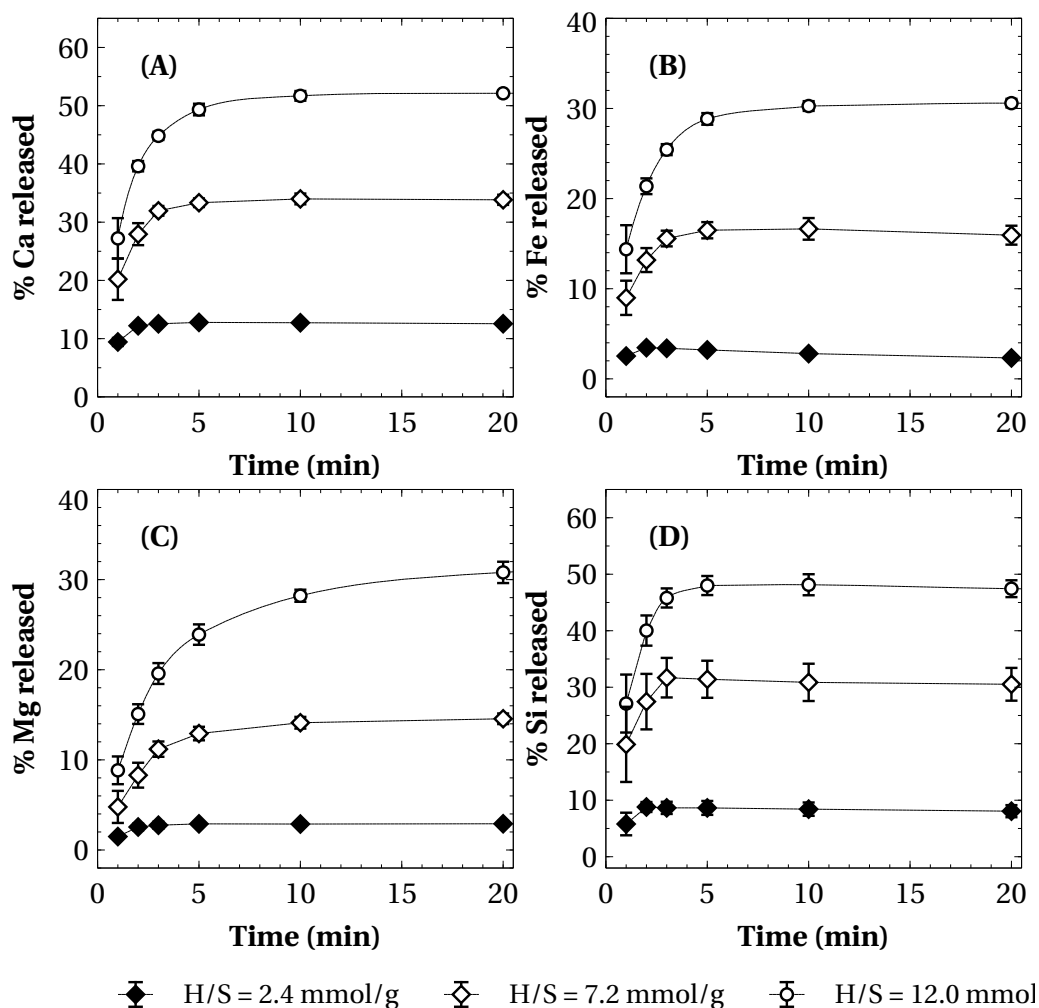 (A)
% Ca released
60
50
40
30
20
10
0
0 5 10 15 20
Time (min)
(B)
% Fe released
40
30
20
10
0
0 5 10 15 20
Time (min)
(C)
% Mg released
40
30
20
10
0
0 5 10 15 20
Time (min)
(D)
% Si released
60
50
40
30
20
10
0
0 5 10 15 20
Time (min)
H/S = 2.4 mmol/g H/S = 7.2 mmol/g H/S = 12.0 mmol